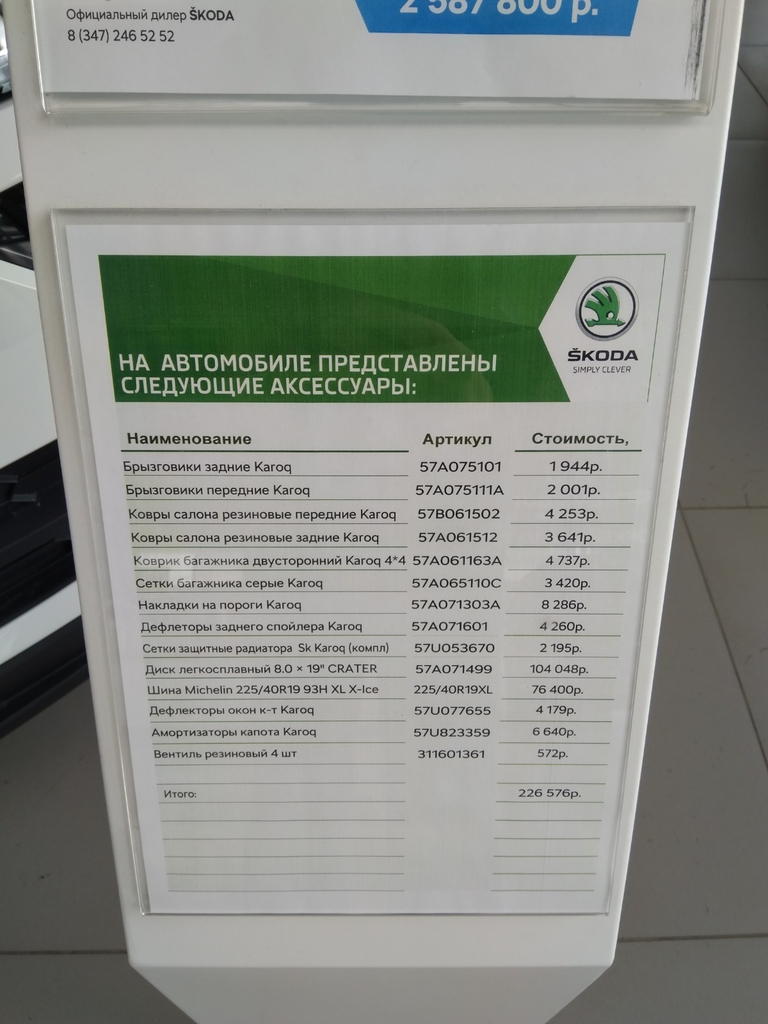 Официальный дилер ŠKODA
8 (347) 246 52 52
2 587 800 р.
НА АВТОМОБИЛЕ ПРЕДСТАВЛЕНЫ
СЛЕДУЮЩИЕ АКСЕССУАРЫ:
ŠKODA
SIMPLY CLEVER
Наименование Артикул Стоимость,
Брызговики задние Karoq 57A075101 1 944р.
Брызговики передние Karoq 57A075111A 2 001р.
Ковры салона резиновые передние Karoq 57B061502 4 253р.
Ковры салона резиновые задние Karoq 57A061512 3 641р.
Коврик багажника двусторонний Karoq 4*4 57A061163A 4 737р.
Сетки багажника серые Karoq 57A065110C 3 420р.
Накладки на пороги Karoq 57A071303A 8 286р.
Дефлеторы заднего спойлера Karoq 57A071601 4 260р.
Сетки защитные радиатора Sk Karoq (компл) 57U053670 2 195р.
Диск легкосплавный 8.0 × 19" CRATER 57A071499 104 048р.
Шина Michelin 225/40R19 93H XL X-Ice 225/40R19XL 76 400р.
Дефлекторы окон к-т Karoq 57U077655 4 179р.
Амортизаторы капота Karoq 57U823359 6 640р.
Вентиль резиновый 4 шт 311601361 572р.
Итого: 226 576р.